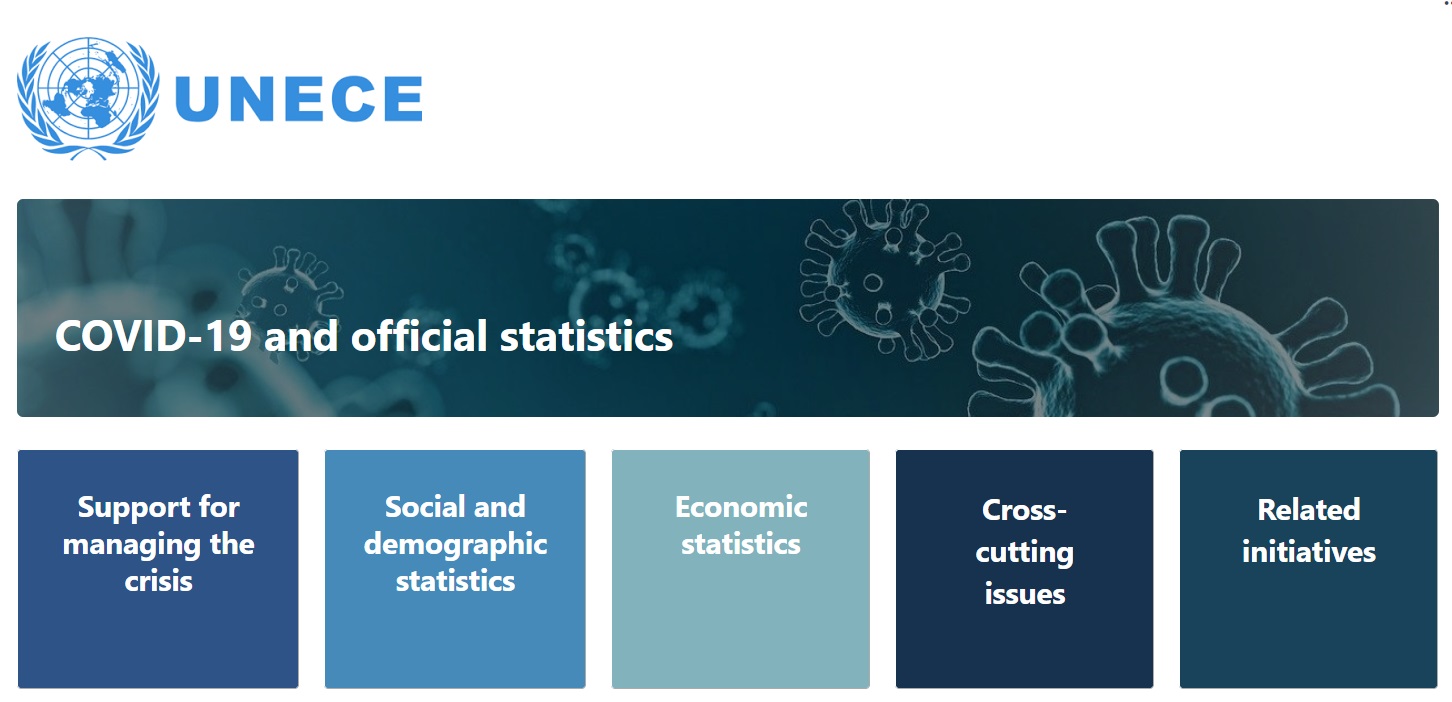 UNECE
COVID-19 and official statistics
Support for
managing the
crisis
Social and
demographic
statistics
Economic
statistics
Cross-
cutting
issues
Related
initiatives